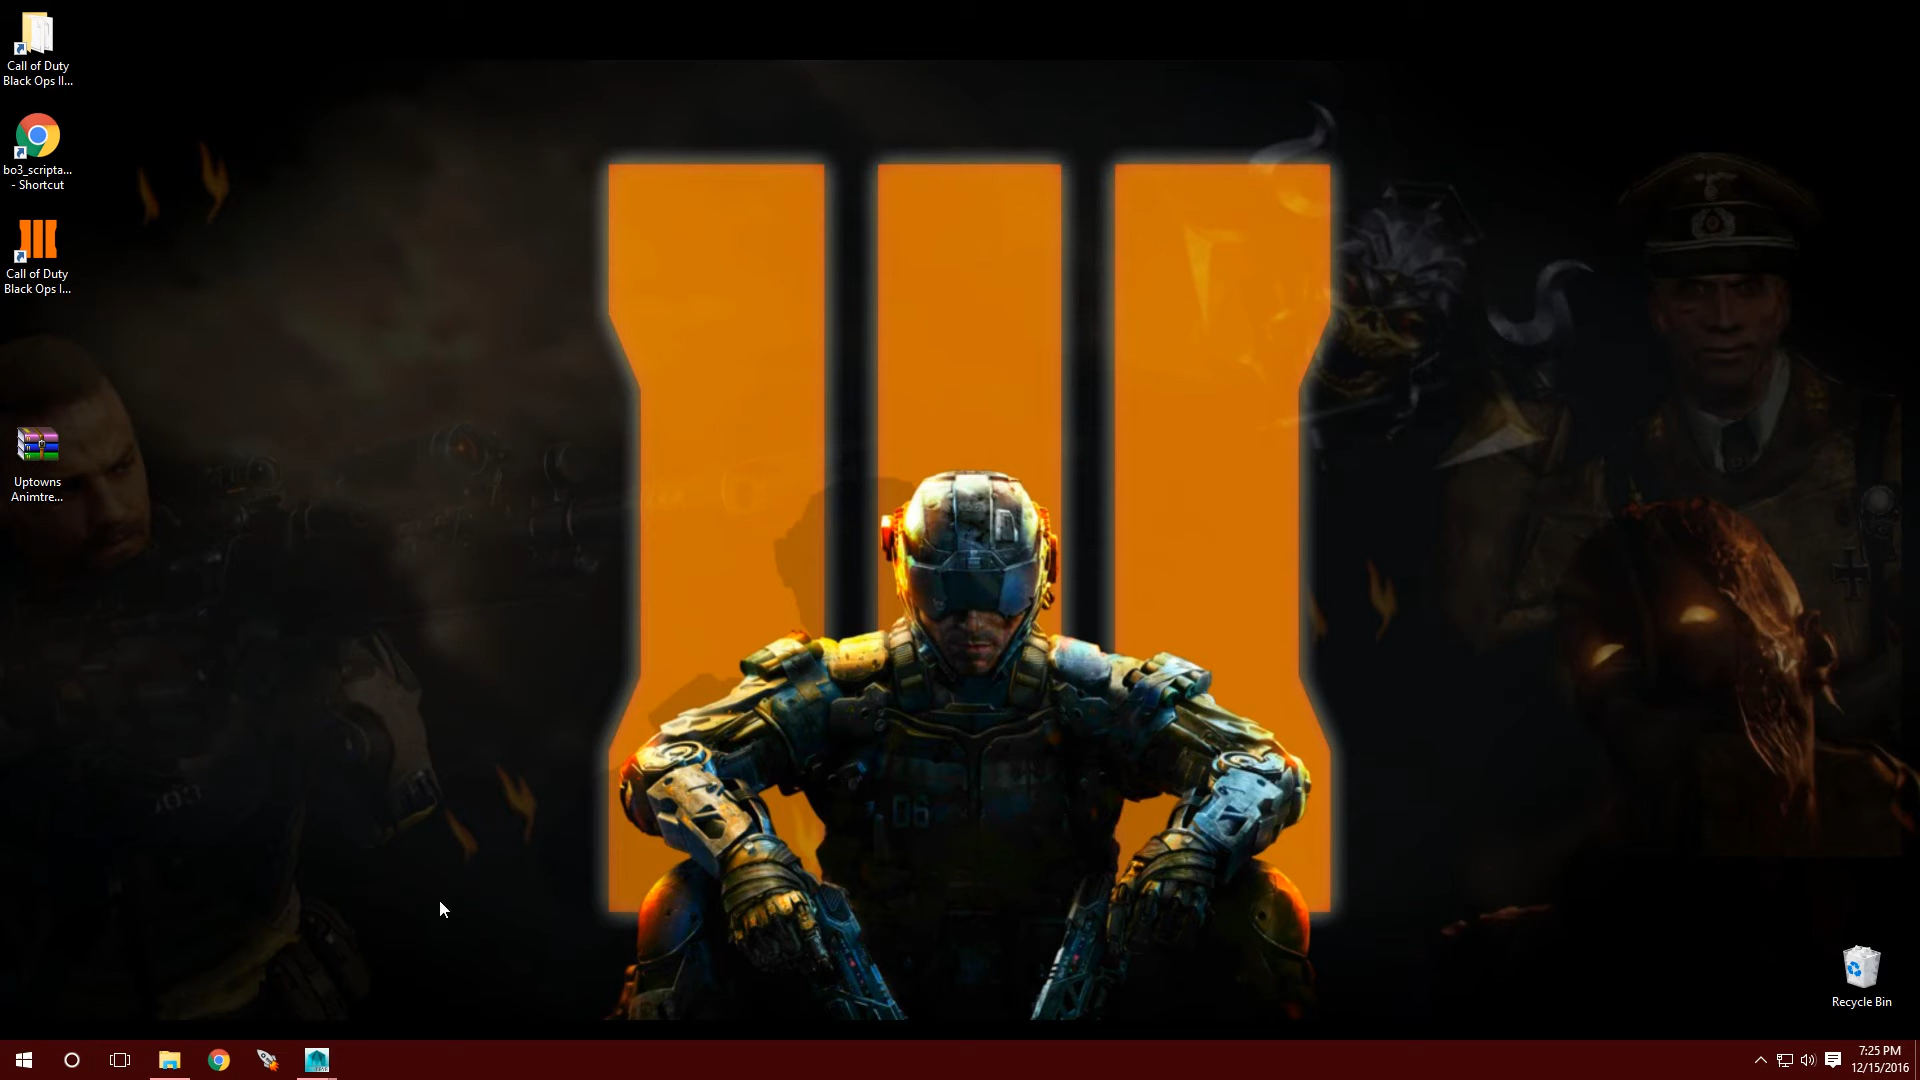 Call of Duty
Black Ops II...
bo3_scripta...
- Shortcut
Call of Duty
Black Ops I...
Uptowns
Animtre...
06
Recycle Bin
7:25 PM
12/15/2016